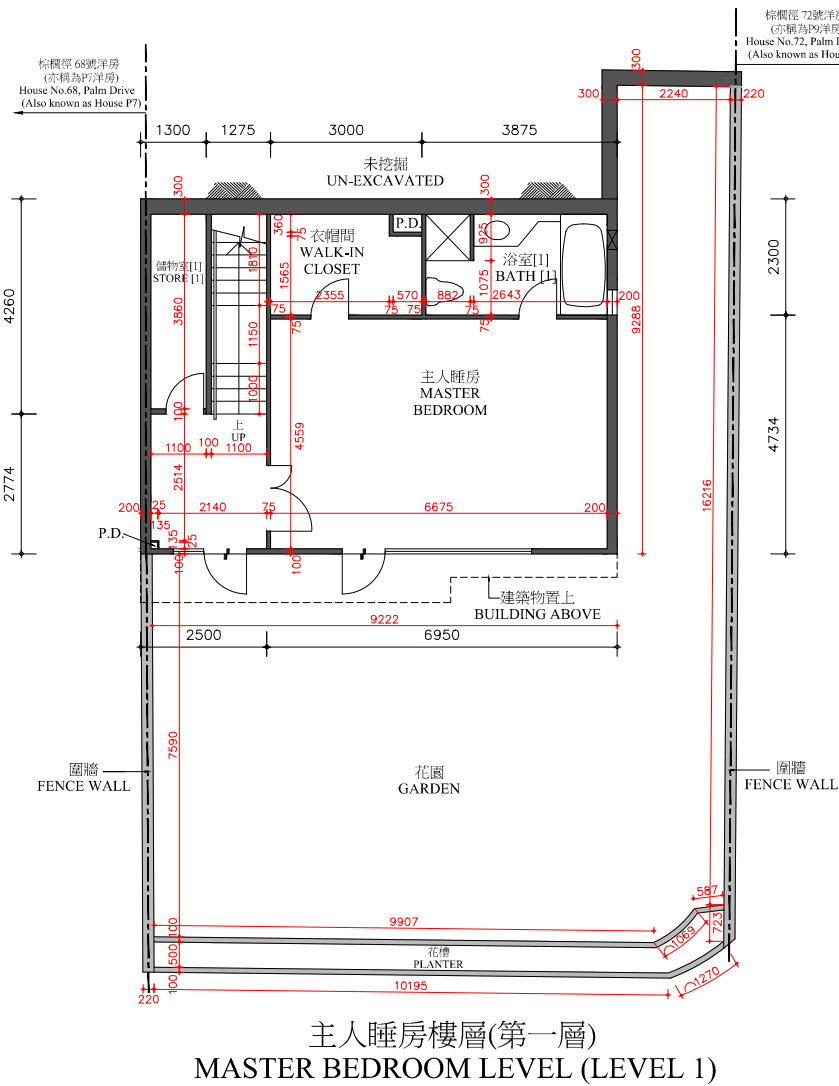 棕櫚徑 72號洋房
(亦稱為P9洋房
House No.72, Palm
(Also known as Hou
棕櫚徑 68號洋房
(亦稱為P7洋房)
House No.68, Palm Drive
(Also known as House P7)
300
300
2240
220
1300
1275
3000
3875
未挖掘
UN-EXCAVATED
300
300
360
75
衣帽間
WALK-IN
CLOSET
P.D.
925
浴室[1]
BATH [1]
儲物室[1]
STORE [1]
1810
1565
1075
2300
4260
3860
2355
570
882
2643
200
75
75
75
75
75
75
9288
1150
主人睡房
MASTER
BEDROOM
1000
100
上
UP
4559
4734
1100
100
1100
2774
2514
200
25
2140
75
6675
200
16216
135
P.D.
135
25
100
100
建築物置上
BUILDING ABOVE
9222
2500
6950
7590
圍牆
FENCE WALL
花園
GARDEN
圍牆
FENCE WALL
587
9907
723
100
1069
花槽
PLANTER
500
1270
100
10195
220
主人睡房樓層(第一層)
MASTER BEDROOM LEVEL (LEVEL 1)